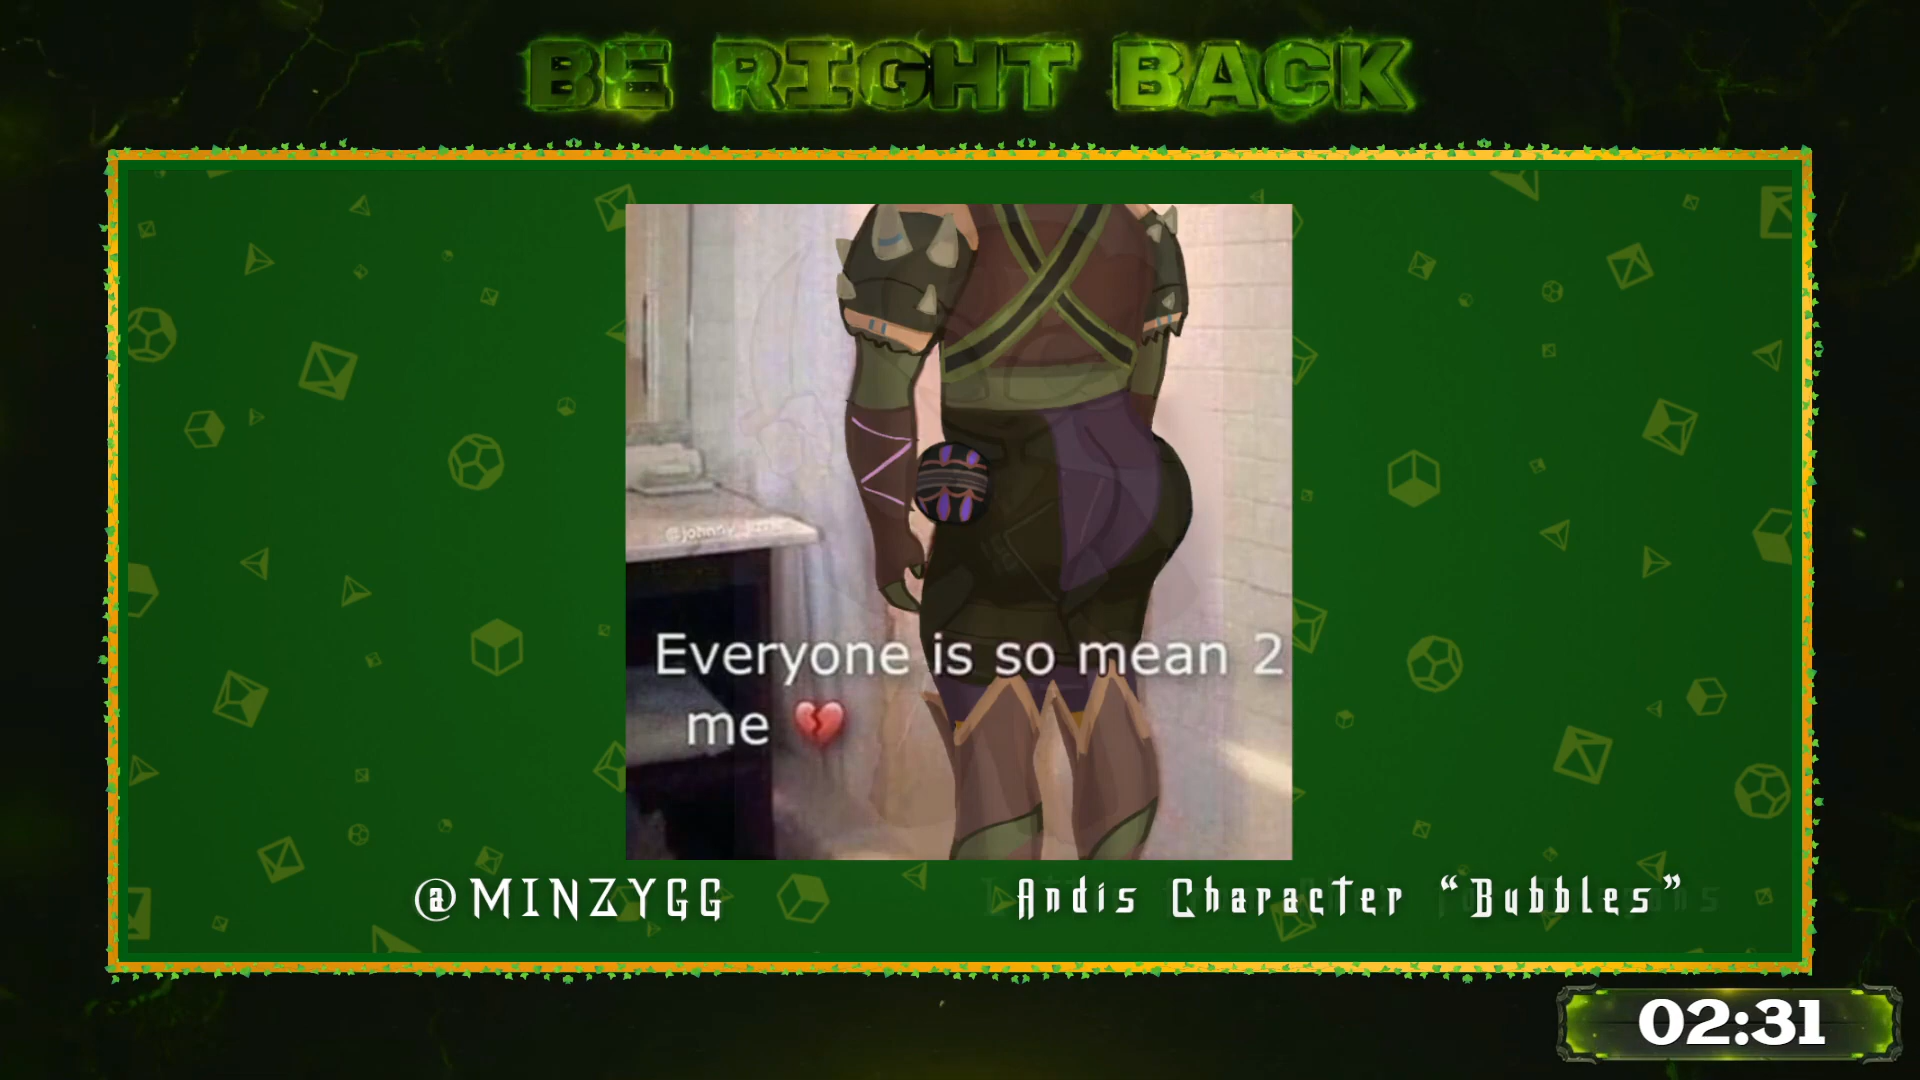 BE RIGHT BACK
Everyone is so mean 2
me 💔
@MINZYGG
Andis Character “Bubbles”
02:31